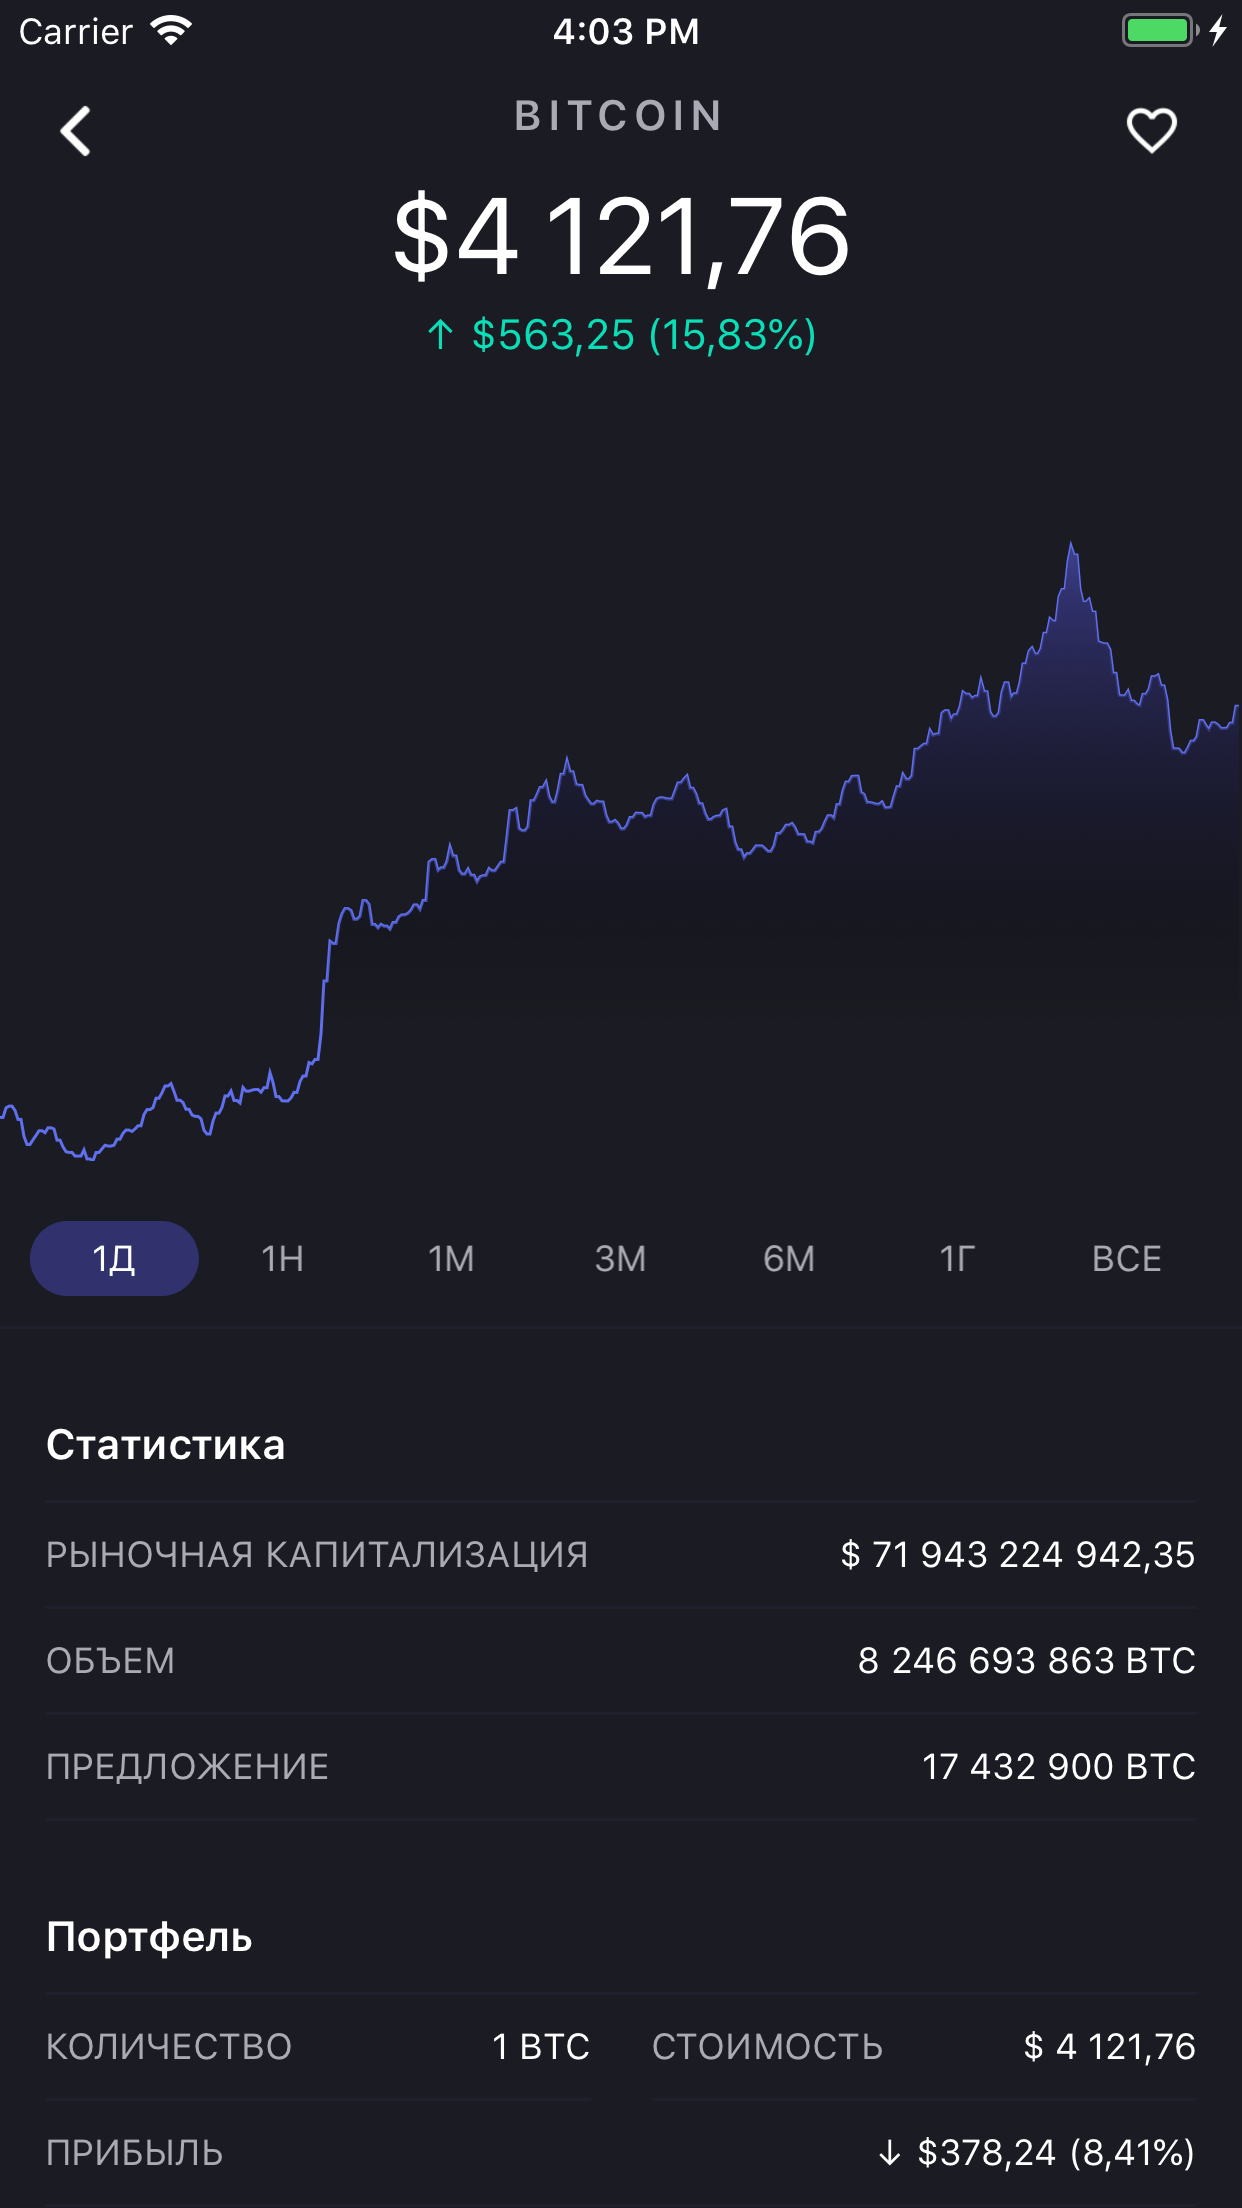 Carrier 4:03 PM
BITCOIN
$4 121,76
↑ $563,25 (15,83%)
1Д 1Н 1М 3М 6М 1Г ВСЕ
Статистика
РЫНОЧНАЯ КАПИТАЛИЗАЦИЯ $ 71 943 224 942,35
ОБЪЕМ 8 246 693 863 BTC
ПРЕДЛОЖЕНИЕ 17 432 900 BTC
Портфель
КОЛИЧЕСТВО 1 BTC СТОИМОСТЬ $ 4 121,76
ПРИБЫЛЬ ↓ $378,24 (8,41%)